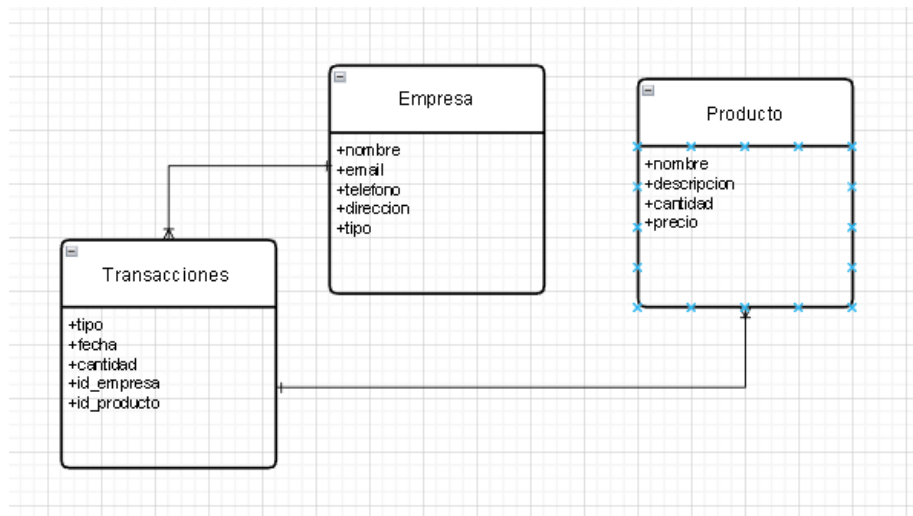 Empresa
+nombre
+email
+telefono
+direccion
+tipo
Producto
+nombre
+descripcion
+cantidad
+precio
Transacciones
+tipo
+fecha
+cantidad
+id_empresa
+id_producto